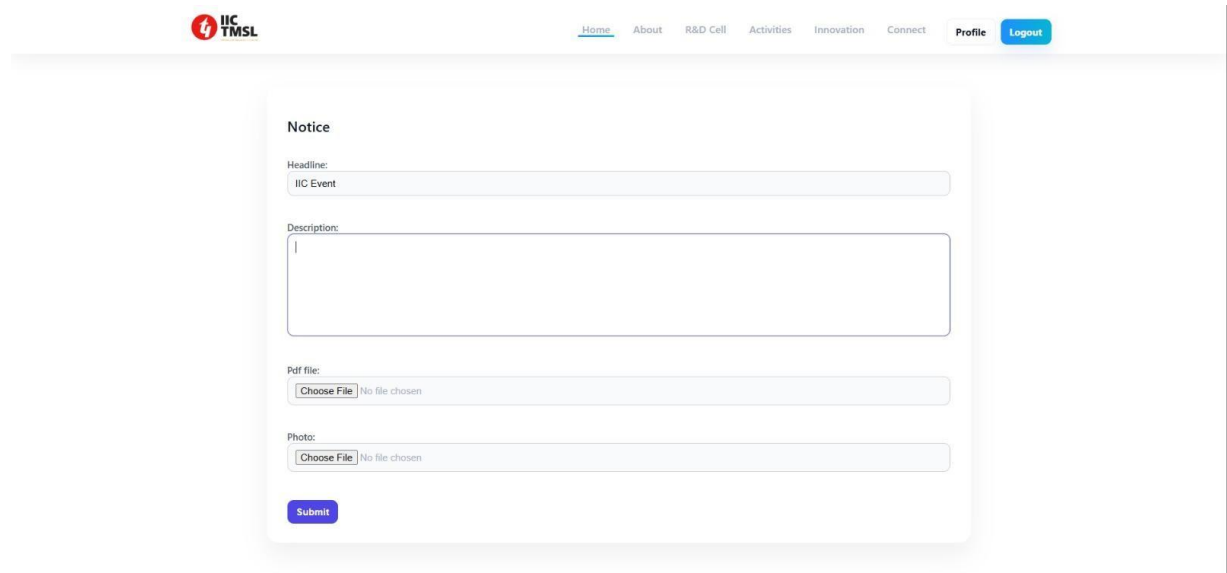 IIC
TMSL
Home About R&D Cell Activities Innovation Connect Profile Logout
Notice
Headline:
IIC Event
Description:
Pdf file:
Choose File No file chosen
Photo:
Choose File No file chosen
Submit